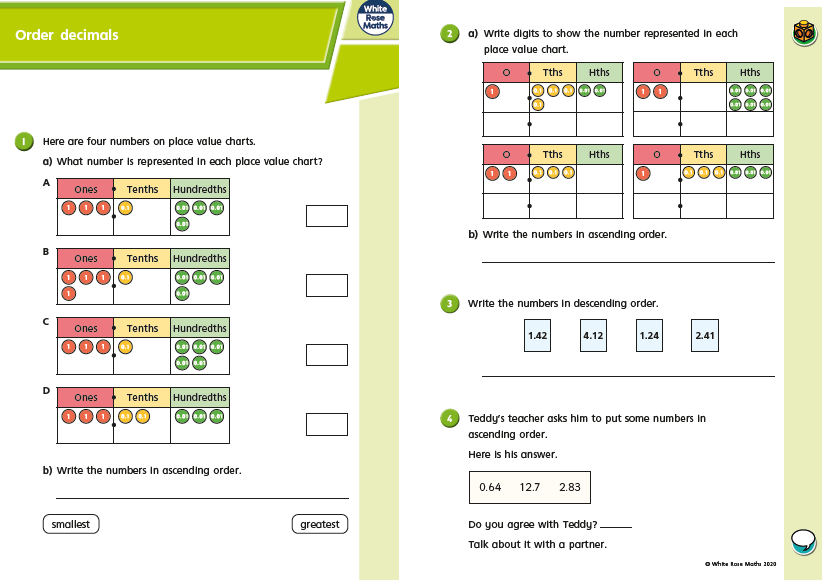 Order decimals
White
Rose
Maths
1 Here are four numbers on place value charts.
a) What number is represented in each place value chart?
A
Ones Tenths Hundredths
1 1 1 0.1 0.01 0.01 0.01
0.01
B
Ones Tenths Hundredths
1 1 1 0.1 0.01 0.01 0.01
1 0.01
C
Ones Tenths Hundredths
1 1 1 0.1 0.01 0.01 0.01
0.01 0.01
D
Ones Tenths Hundredths
1 1 1 0.1 0.1 0.01 0.01 0.01
b) Write the numbers in ascending order.
smallest greatest
2 a) Write digits to show the number represented in each
place value chart.
O Tths Hths
1 0.1 0.1 0.1 0.01 0.01
0.1
O Tths Hths
1 1 0.01 0.01 0.01
0.01 0.01 0.01
O Tths Hths
1 1 0.1 0.1 0.1
O Tths Hths
1 0.1 0.1 0.1 0.01 0.01 0.01
b) Write the numbers in ascending order.
3 Write the numbers in descending order.
1.42 4.12 1.24 2.41
4 Teddy's teacher asks him to put some numbers in
ascending order.
Here is his answer.
0.64 12.7 2.83
Do you agree with Teddy?
Talk about it with a partner.
© White Rose Maths 2020